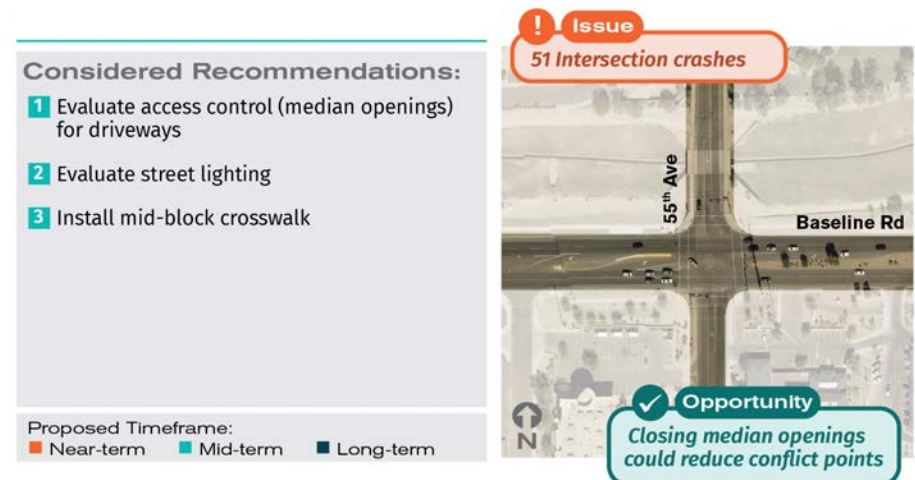 Considered Recommendations:
1 Evaluate access control (median openings)
for driveways
2 Evaluate street lighting
3 Install mid-block crosswalk
Proposed Timeframe:
Near-term Mid-term Long-term
! Issue
51 Intersection crashes
55th Ave
Baseline Rd
N
Opportunity
Closing median openings
could reduce conflict points